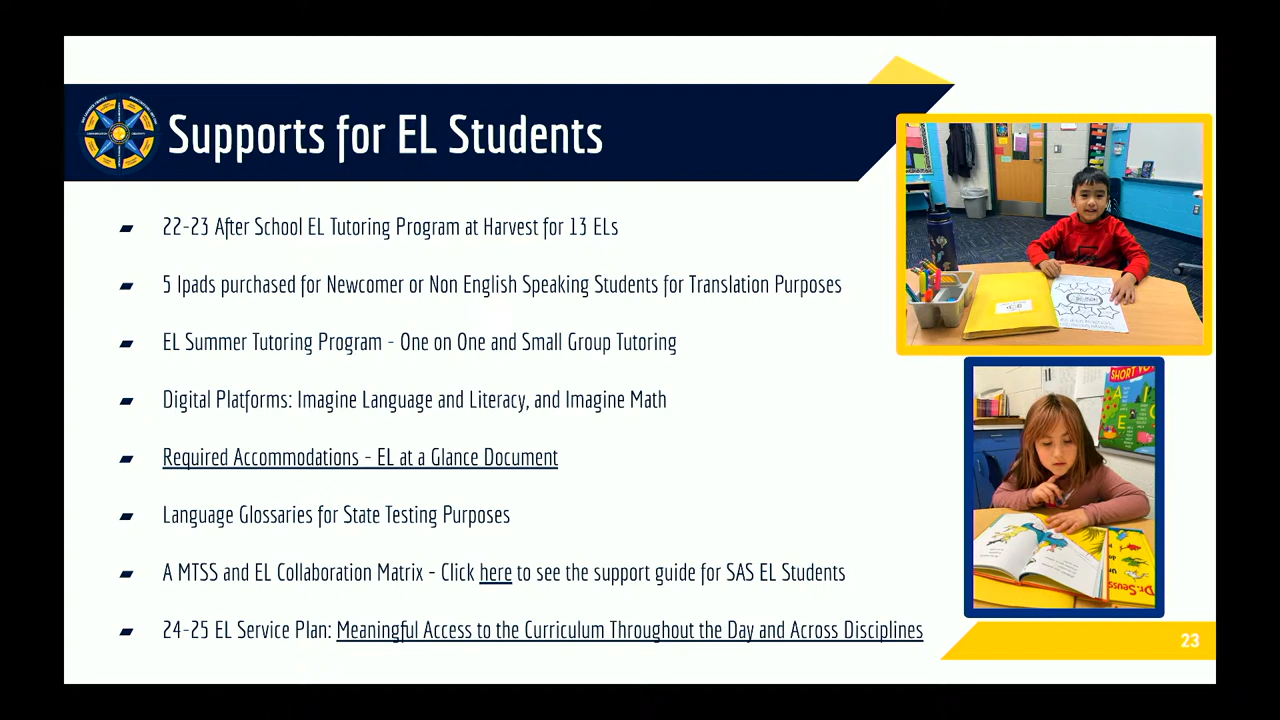 Supports for EL Students
22-23 After School EL Tutoring Program at Harvest for 13 ELs
5 Ipads purchased for Newcomer or Non English Speaking Students for Translation Purposes
EL Summer Tutoring Program - One on One and Small Group Tutoring
Digital Platforms: Imagine Language and Literacy, and Imagine Math
Required Accommodations - EL at a Glance Document
Language Glossaries for State Testing Purposes
A MTSS and EL Collaboration Matrix - Click here to see the support guide for SAS EL Students
24-25 EL Service Plan: Meaningful Access to the Curriculum Throughout the Day and Across Disciplines
SHORT
Dr. Seuss
23